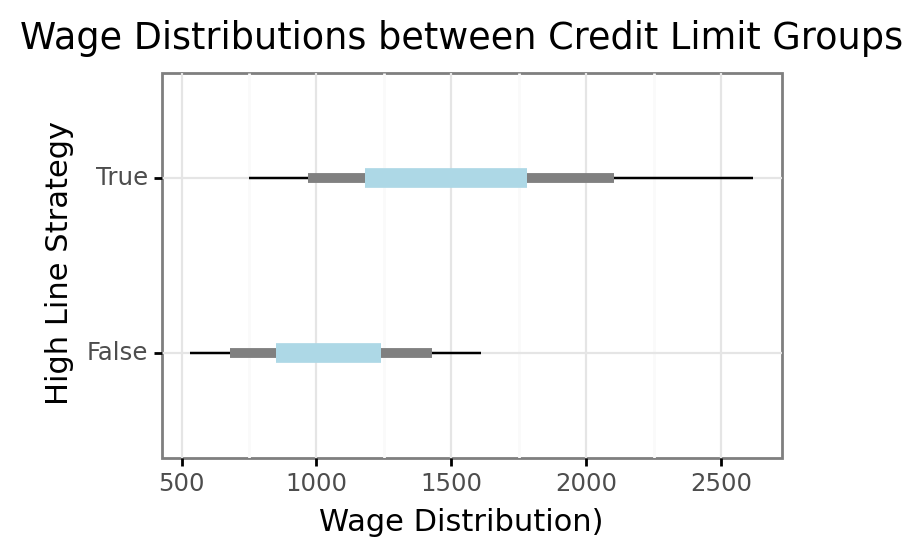 Wage Distributions between Credit Limit Groups
High Line Strategy
True
False
500 1000 1500 2000 2500
Wage Distribution)